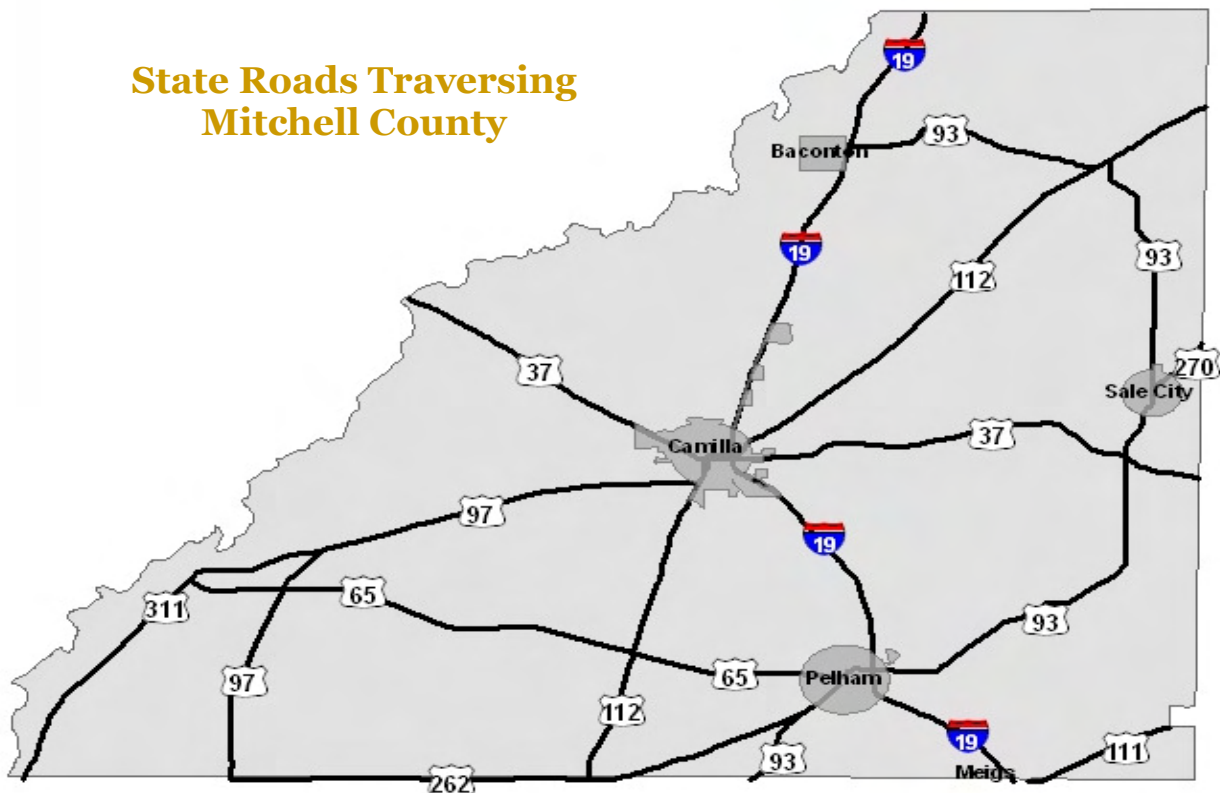 State Roads Traversing
Mitchell County
19
93
Baconton
19
93
112
37
270
Sale City
37
Camilla
97
19
65
311
93
97
65
Pelham
112
19
93
111
Meigs
262